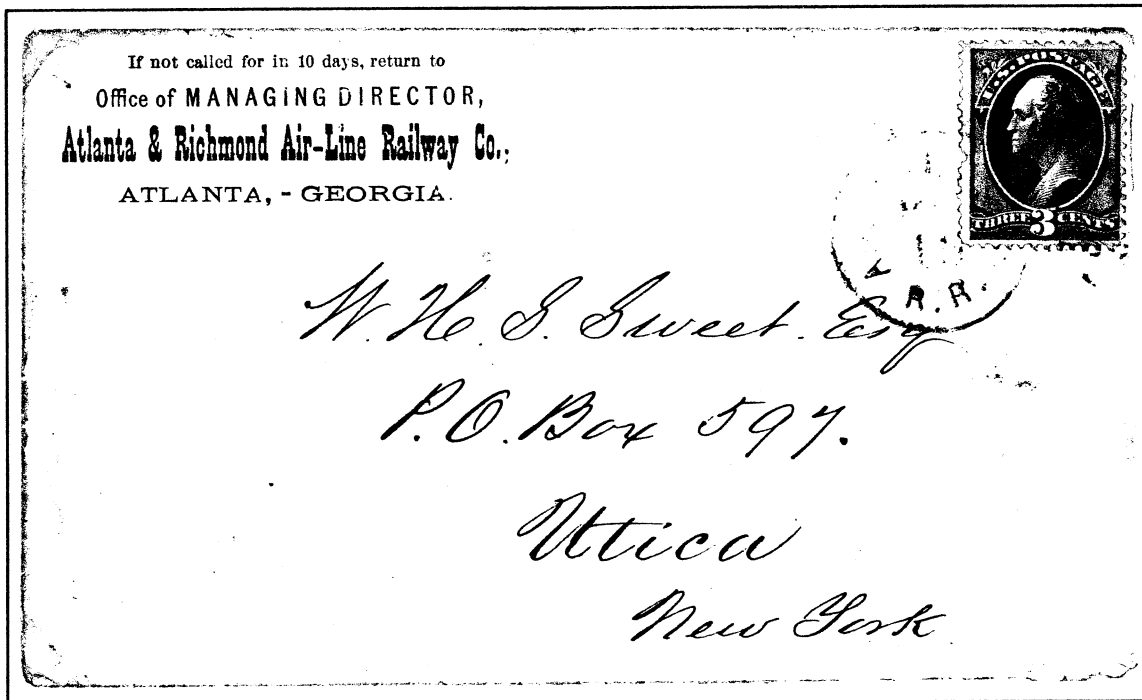 If not called for in 10 days, return to
Office of MANAGING DIRECTOR,
Atlanta & Richmond Air-Line Railway Co.,
ATLANTA, - GEORGIA.
U.S. POSTAGE
THREE 3 CENTS
R.R.
W. H. S. Sweet. Esq
P.O. Box 597.
Utica
New York